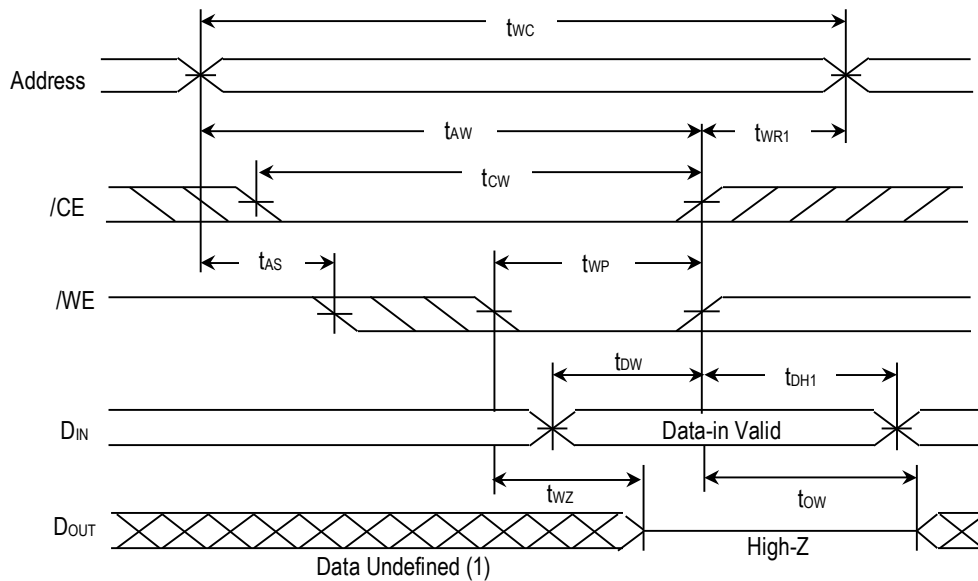 tWC
Address
tAW
tWR1
tCW
/CE
tAS
tWP
/WE
tDW
tDH1
DIN
Data-in Valid
tWZ
tOW
DOUT
High-Z
Data Undefined (1)